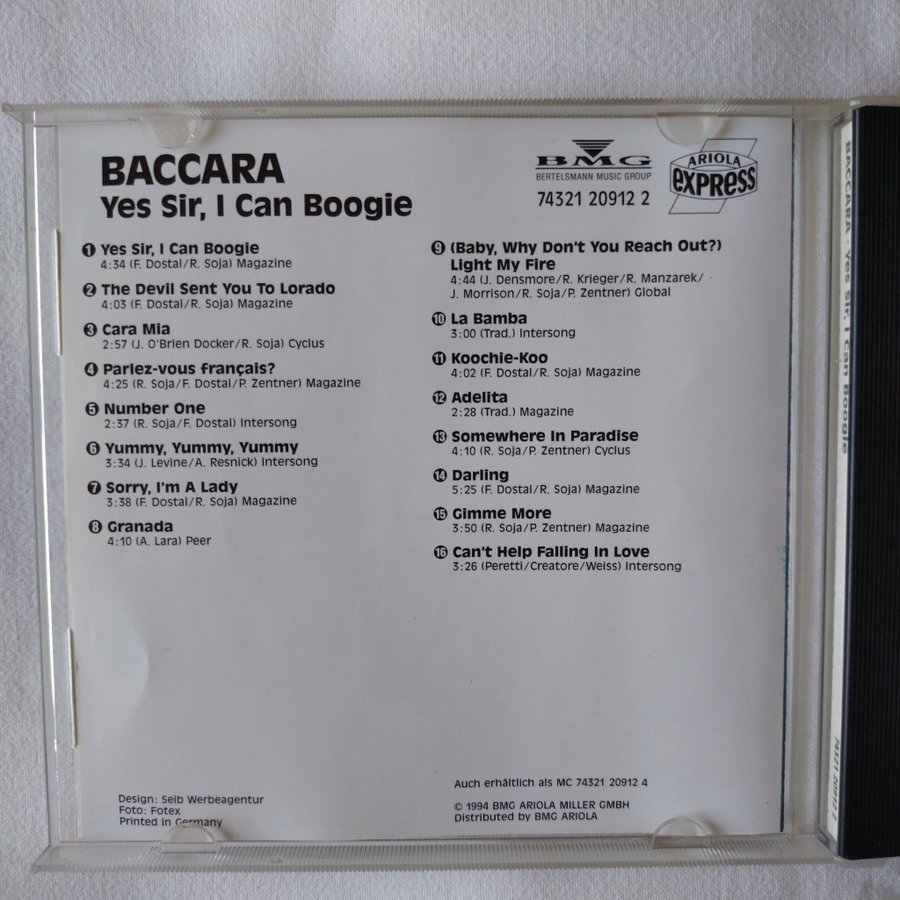 BACCARA
Yes Sir, I Can Boogie
BMG
BERTELSMANN MUSIC GROUP
74321 20912 2
ARIOLA
EXPRESS
1 Yes Sir, I Can Boogie
4:34 (F. Dostal/R. Soja) Magazine
2 The Devil Sent You To Lorado
4:03 (F. Dostal/R. Soja) Magazine
3 Cara Mia
2:57 (J. O'Brien Docker/R. Soja) Cyclus
4 Parlez-vous français?
4:25 (R. Soja/F. Dostal/P. Zentner) Magazine
5 Number One
2:37 (R. Soja/F. Dostal) Intersong
6 Yummy, Yummy, Yummy
3:34 (J. Levine/A. Resnick) Intersong
7 Sorry, I'm A Lady
3:38 (F. Dostal/R. Soja) Magazine
8 Granada
4:10 (A. Lara) Peer
9 (Baby, Why Don't You Reach Out?)
Light My Fire
4:44 (J. Densmore/R. Krieger/R. Manzarek/
J. Morrison/R. Soja/P. Zentner) Global
10 La Bamba
3:00 (Trad.) Intersong
11 Koochie-Koo
4:02 (F. Dostal/R. Soja) Magazine
12 Adelita
2:28 (Trad.) Magazine
13 Somewhere In Paradise
4:10 (R. Soja/P. Zentner) Cyclus
14 Darling
5:25 (F. Dostal/R. Soja) Magazine
15 Gimme More
3:50 (R. Soja/P. Zentner) Magazine
16 Can't Help Falling In Love
3:26 (Peretti/Creatore/Weiss) Intersong
Design: Seib Werbeagentur
Foto: Fotex
Printed in Germany
Auch erhältlich als MC 74321 20912 4
© 1994 BMG ARIOLA MILLER GMBH
Distributed by BMG ARIOLA
BACCARA · Yes Sir, I Can Boogie
74321 20912 2